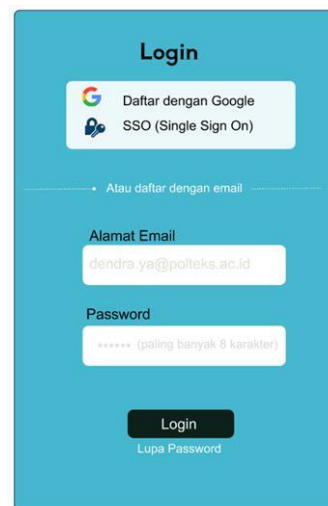 Login
Daftar dengan Google
SSO (Single Sign On)
Atau daftar dengan email
Alamat Email
dendra.ya@polteks.ac.id
Password
•••••• (paling banyak 8 karakter)
Login
Lupa Password